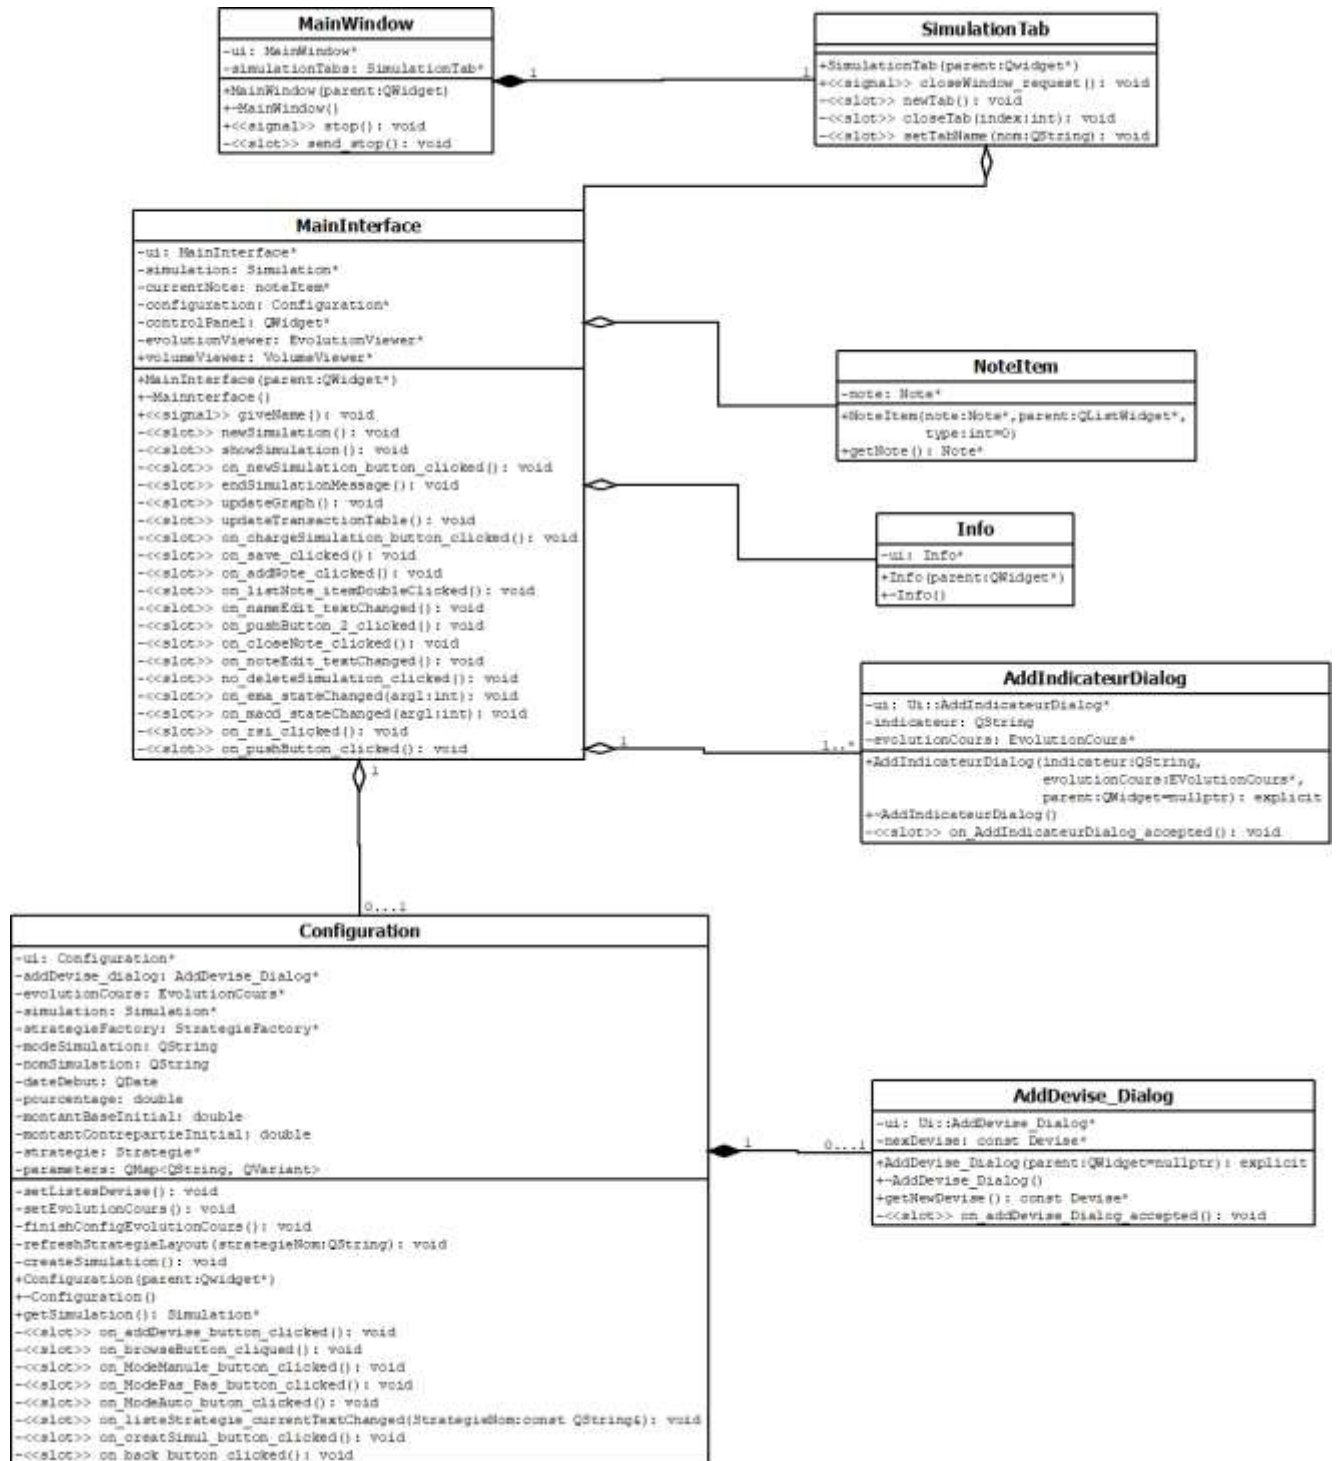 MainWindow
-ui: MainWindow*
-simulationTabs: SimulationTab*
+MainWindow(parent:QWidget)
+~MainWindow()
+<<signal>> stop(): void
-<<slot>> send_stop(): void
1
1
SimulationTab
+SimulationTab(parent:Qwidget*)
+<<signal>> closeWindow_request(): void
-<<slot>> newTab(): void
-<<slot>> closeTab(index:int): void
-<<slot>> setTabName(nom:QString): void
MainInterface
-ui: MainInterface*
-simulation: Simulation*
-currentNote: noteItem*
-configuration: Configuration*
-controlPanel: QWidget*
-evolutionViewer: EvolutionViewer*
+volumeViewer: VolumeViewer*
+MainInterface(parent:QWidget*)
+~Mainnterface()
+<<signal>> giveName(): void
-<<slot>> newSimulation(): void
-<<slot>> showSimulation(): void
-<<slot>> on_newSimulation_button_clicked(): void
-<<slot>> endSimulationMessage(): void
-<<slot>> updateGraph(): void
-<<slot>> updateTransactionTable(): void
-<<slot>> on_chargeSimulation_button_clicked(): void
-<<slot>> on_save_clicked(): void
-<<slot>> on_addNote_clicked(): void
-<<slot>> on_listNote_itemDoubleClicked(): void
-<<slot>> on_nameEdit_textChanged(): void
-<<slot>> on_pushButton_2_clicked(): void
-<<slot>> on_closeNote_clicked(): void
-<<slot>> on_noteEdit_textChanged(): void
-<<slot>> no_deleteSimulation_clicked(): void
-<<slot>> on_ema_stateChanged(arg1:int): void
-<<slot>> on_macd_stateChanged(arg1:int): void
-<<slot>> on_rsi_clicked(): void
-<<slot>> on_pushButton_clicked(): void
NoteItem
-note: Note*
+NoteItem(note:Note*,parent:QListWidget*,
type:int=0)
+getNote(): Note*
Info
-ui: Info*
+Info(parent:QWidget*)
+~Info()
1
1..*
AddIndicateurDialog
-ui: Ui::AddIndicateurDialog*
-indicateur: QString
-evolutionCours: EvolutionCours*
+AddIndicateurDialog(indicateur:QString,
evolutionCours:EVolutionCours*,
parent:QWidget=nullptr): explicit
+~AddIndicateurDialog()
-<<slot>> on_AddIndicateurDialog_accepted(): void
1
0...1
Configuration
-ui: Configuration*
-addDevise_dialog: AddDevise_Dialog*
-evolutionCours: EvolutionCours*
-simulation: Simulation*
-strategieFactory: StrategieFactory*
-modeSimulation: QString
-nomSimulation: QString
-dateDebut: QDate
-pourcentage: double
-montantBaseInitial: double
-montantContrepartieInitial: double
-strategie: Strategie*
-parameters: QMap<QString, QVariant>
-setListesDevise(): void
-setEvolutionCours(): void
-finishConfigEvolutionCours(): void
-refreshStrategieLayout(strategieNom:QString): void
-createSimulation(): void
+Configuration(parent:Qwidget*)
+~Configuration()
+getSimulation(): Simulation*
-<<slot>> on_addDevise_button_clicked(): void
-<<slot>> on_browseButton_cliqued(): void
-<<slot>> on_ModeManule_button_clicked(): void
-<<slot>> on_ModePas_Pas_button_clicked(): void
-<<slot>> on_ModeAuto_buton_clicked(): void
-<<slot>> on_listeStrategie_currentTextChanged(StrategieNom:const QString&): void
-<<slot>> on_creatSimul_button_clicked(): void
-<<slot>> on_back_button_clicked(): void
1
0...1
AddDevise_Dialog
-ui: Ui::AddDevise_Dialog*
-nexDevise: const Devise*
+AddDevise_Dialog(parent:QWidget=nullptr): explicit
+~AddDevise_Dialog()
+getNewDevise(): const Devise*
-<<slot>> on_addDevise_Dialog_accepted(): void